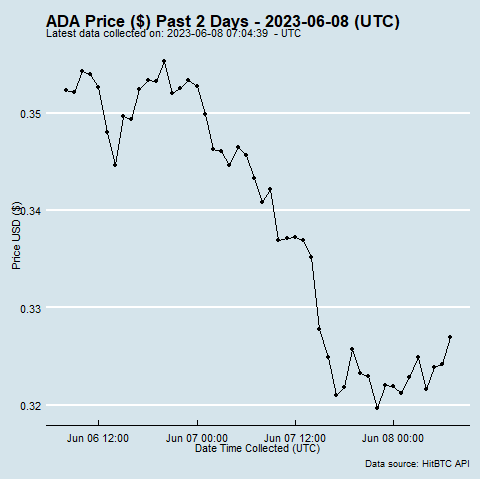 ADA Price ($) Past 2 Days - 2023-06-08 (UTC)
Latest data collected on: 2023-06-08 07:04:39 - UTC
0.35
0.34
0.33
0.32
Price USD ($)
Jun 06 12:00
Jun 07 00:00
Jun 07 12:00
Jun 08 00:00
Date Time Collected (UTC)
Data source: HitBTC API